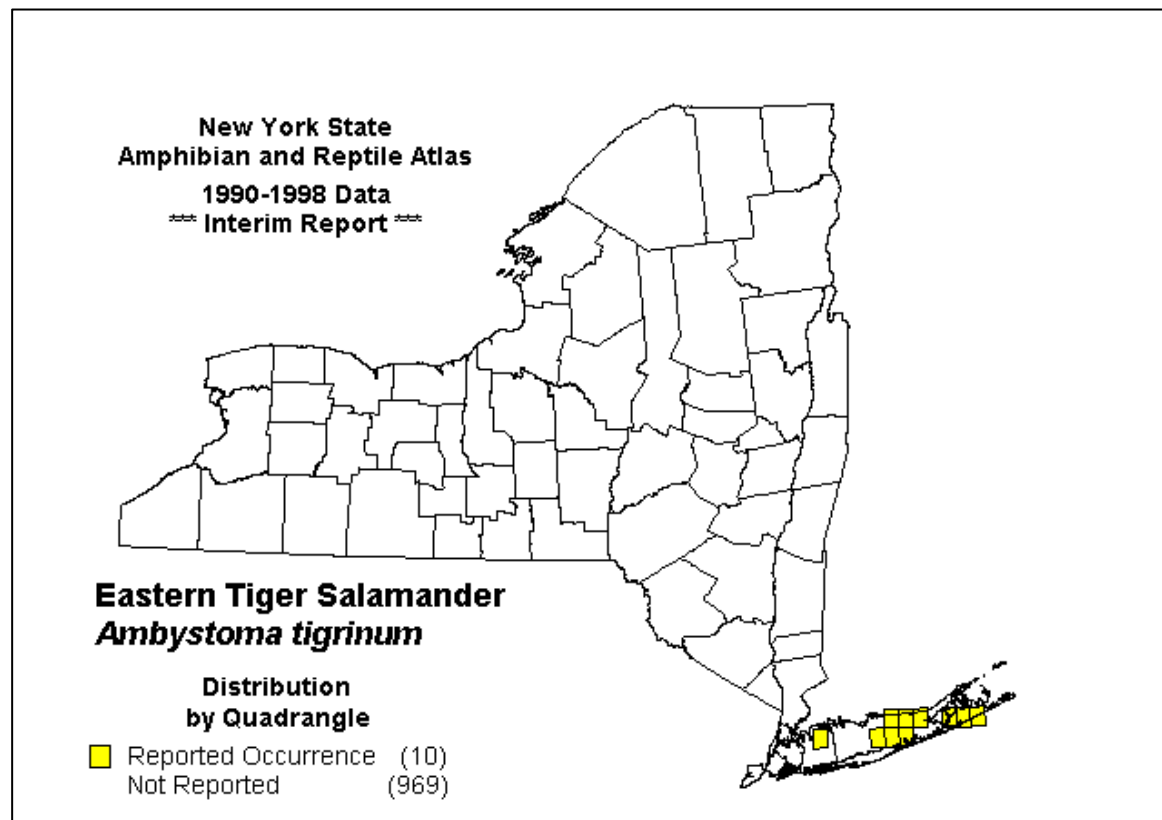 New York State
Amphibian and Reptile Atlas
1990-1998 Data
*** Interim Report ***
Eastern Tiger Salamander
Ambystoma tigrinum
Distribution
by Quadrangle
Reported Occurrence (10)
Not Reported (969)